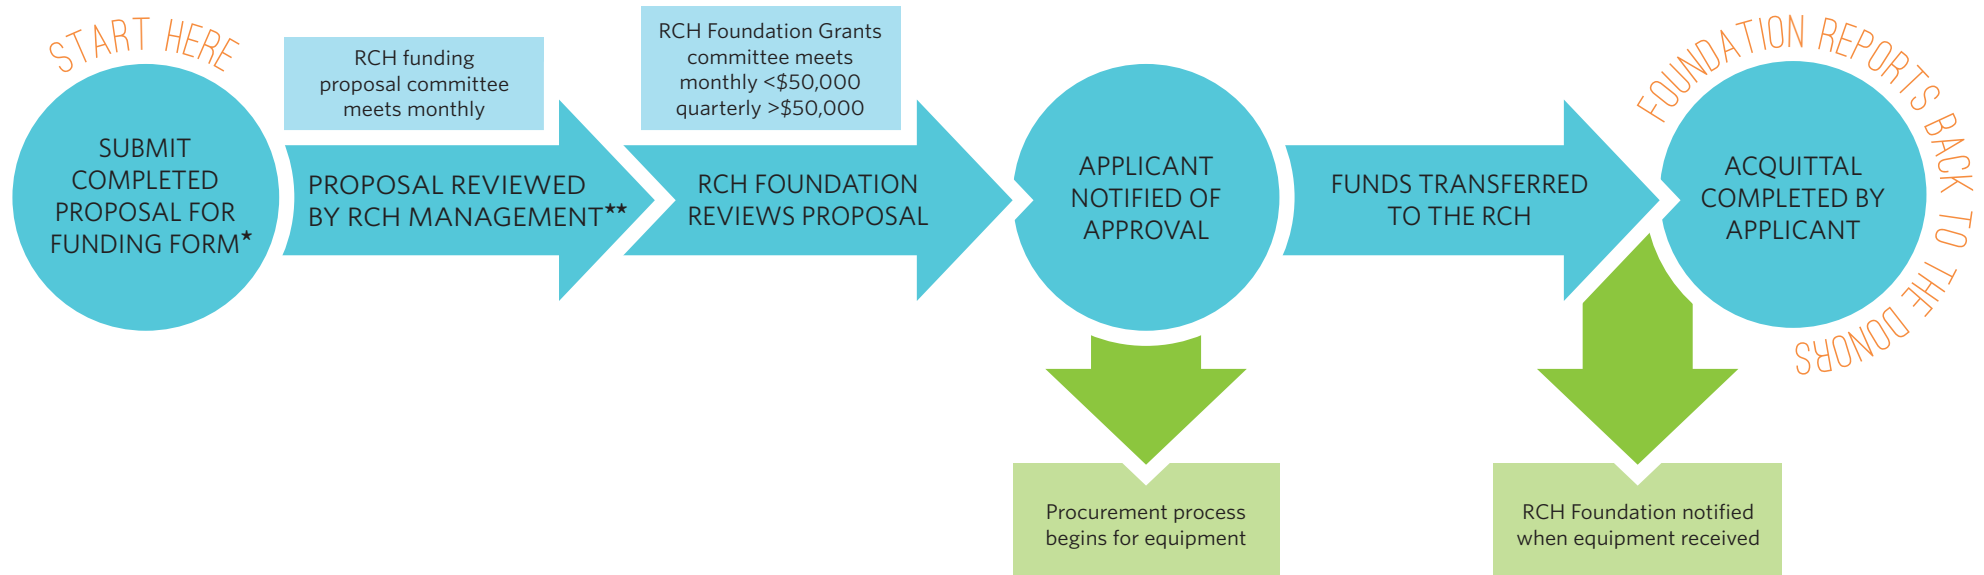 START HERE
SUBMIT
COMPLETED
PROPOSAL FOR
FUNDING FORM*
RCH funding
proposal committee
meets monthly
PROPOSAL REVIEWED
BY RCH MANAGEMENT**
RCH Foundation Grants
committee meets
monthly <$50,000
quarterly >$50,000
RCH FOUNDATION
REVIEWS PROPOSAL
APPLICANT
NOTIFIED OF
APPROVAL
Procurement process
begins for equipment
FUNDS TRANSFERRED
TO THE RCH
RCH Foundation notified
when equipment received
ACQUITTAL
COMPLETED BY
APPLICANT
FOUNDATION REPORTS BACK TO THE DONORS